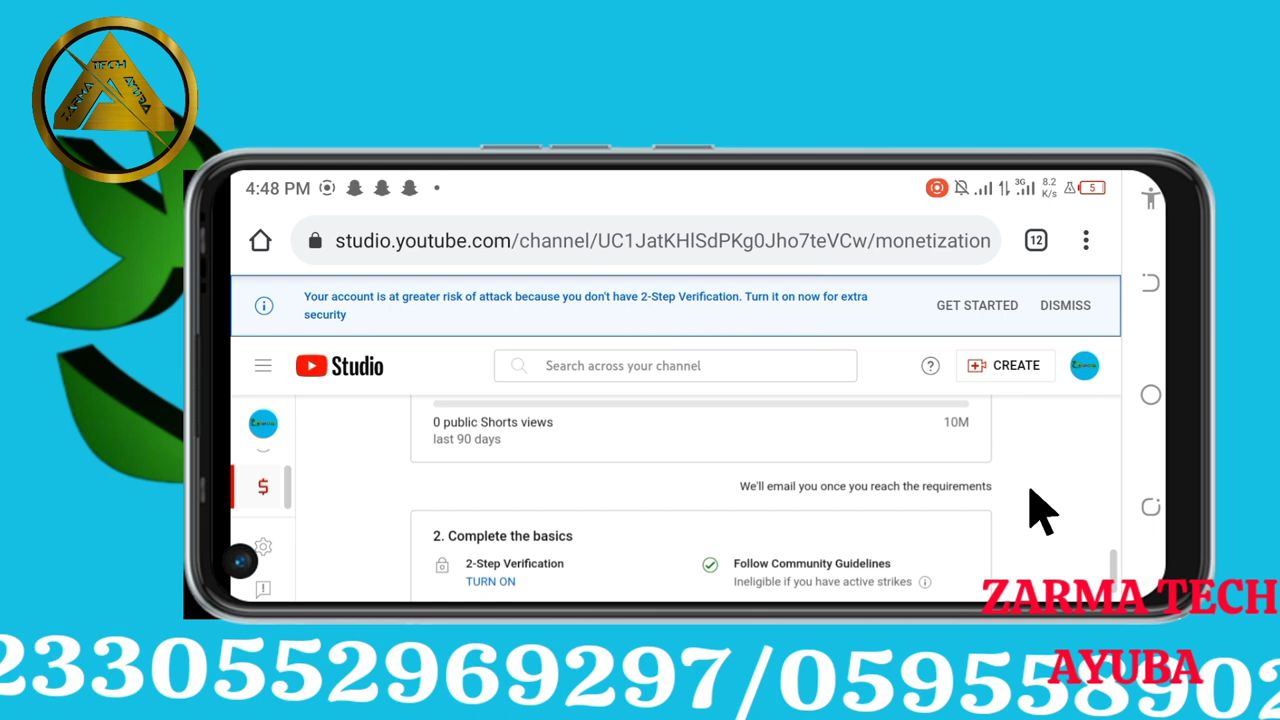 TECH
ZARMA
AYUBA
4:48 PM
3G
8.2
K/s
5
studio.youtube.com/channel/UC1JatKHlSdPKg0Jho7teVCw/monetization
12
Your account is at greater risk of attack because you don't have 2-Step Verification. Turn it on now for extra
security
GET STARTED
DISMISS
Studio
Search across your channel
CREATE
0 public Shorts views
10M
last 90 days
We'll email you once you reach the requirements
2. Complete the basics
2-Step Verification
TURN ON
Follow Community Guidelines
Ineligible if you have active strikes
ZARMA TECH
AYUBA
2330552969297/059558902